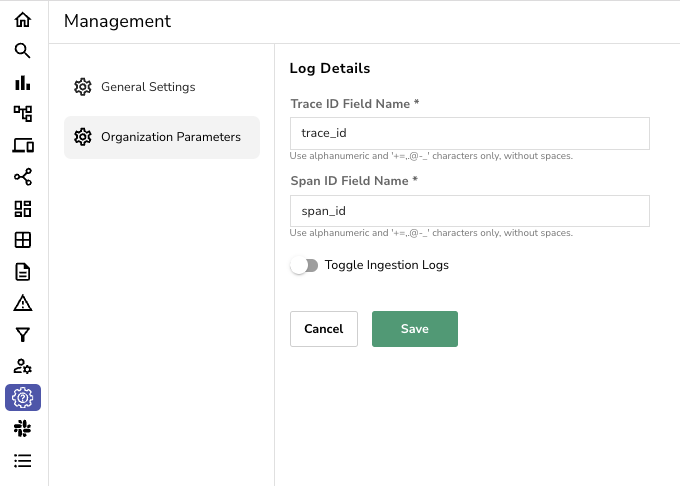 Management
General Settings
Organization Parameters
Log Details
Trace ID Field Name *
trace_id
Use alphanumeric and '+=,.@-_' characters only, without spaces.
Span ID Field Name *
span_id
Use alphanumeric and '+=,.@-_' characters only, without spaces.
Toggle Ingestion Logs
Cancel
Save